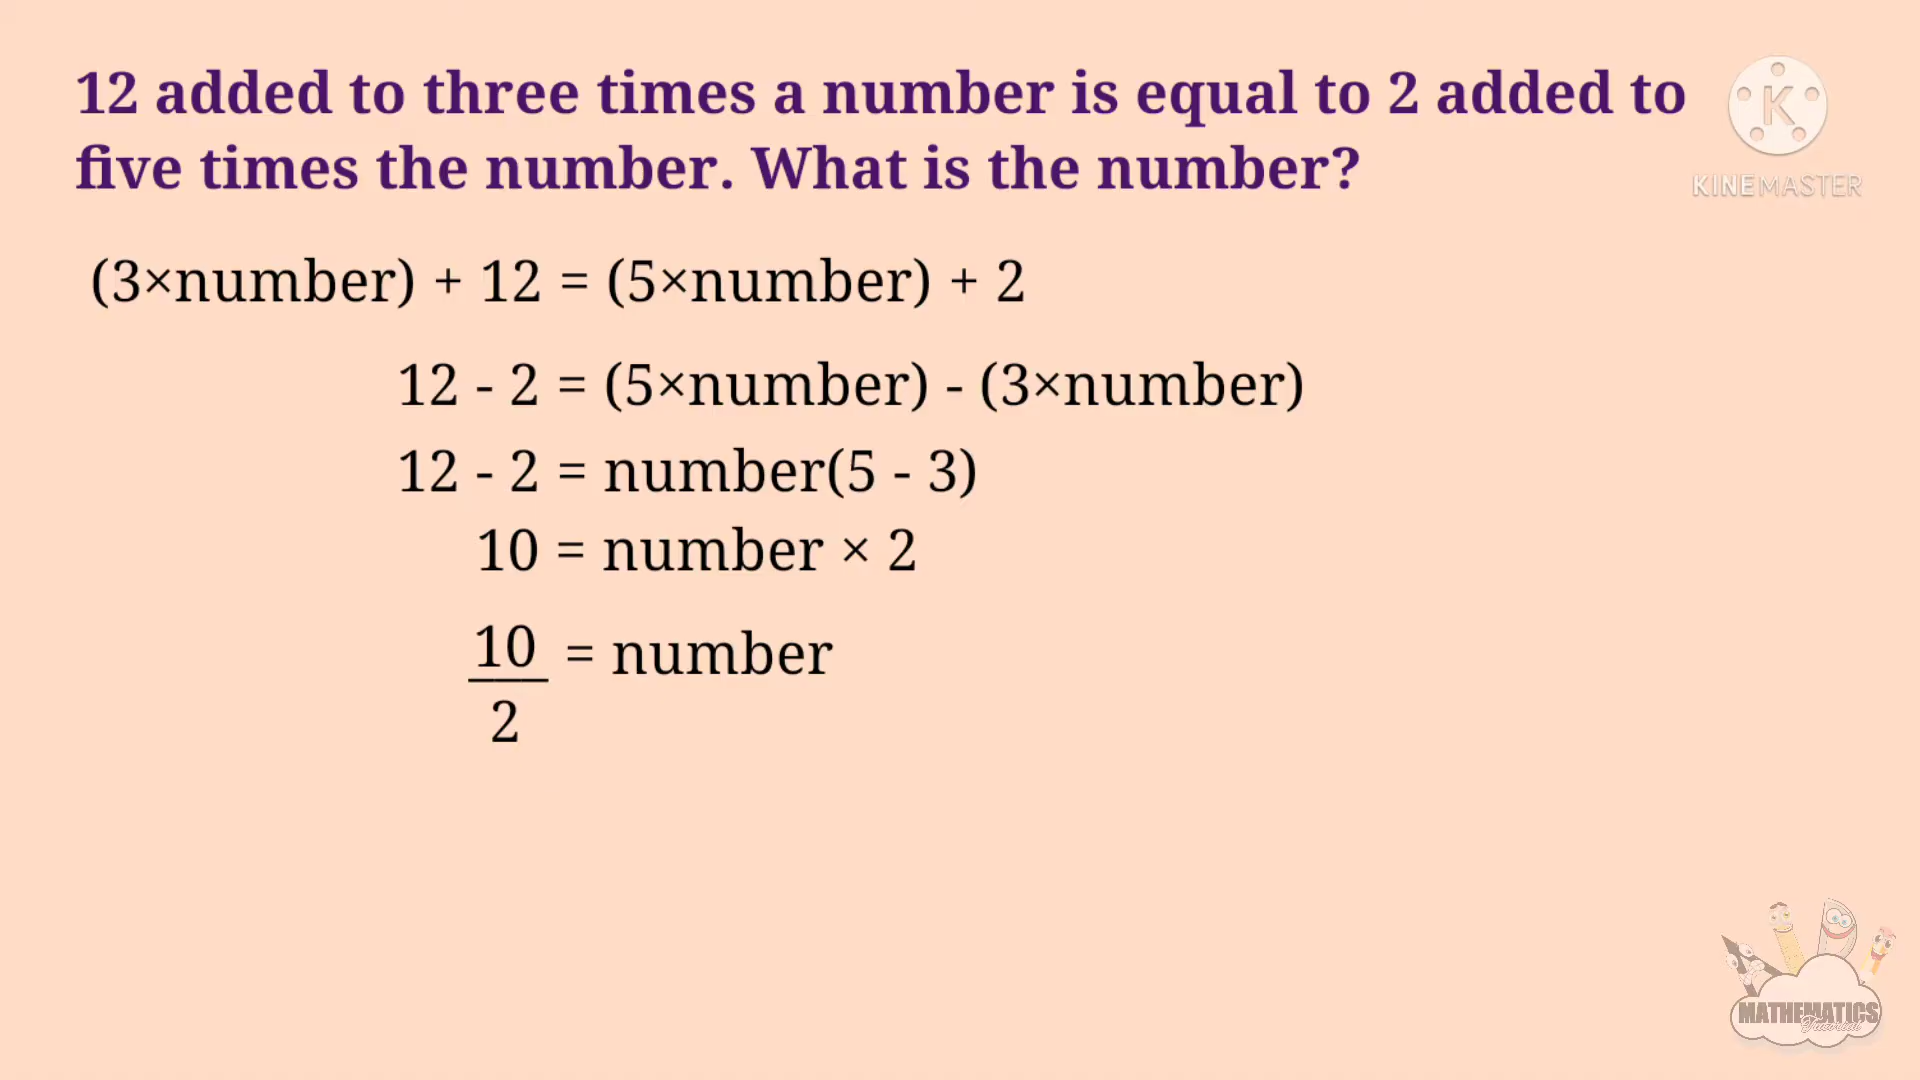 12 added to three times a number is equal to 2 added to
five times the number. What is the number?
KINEMASTER
(3×number) + 12 = (5×number) + 2
12 - 2 = (5×number) - (3×number)
12 - 2 = number(5 - 3)
10 = number × 2
10
= number
2
MATHEMATICS
Tutorial